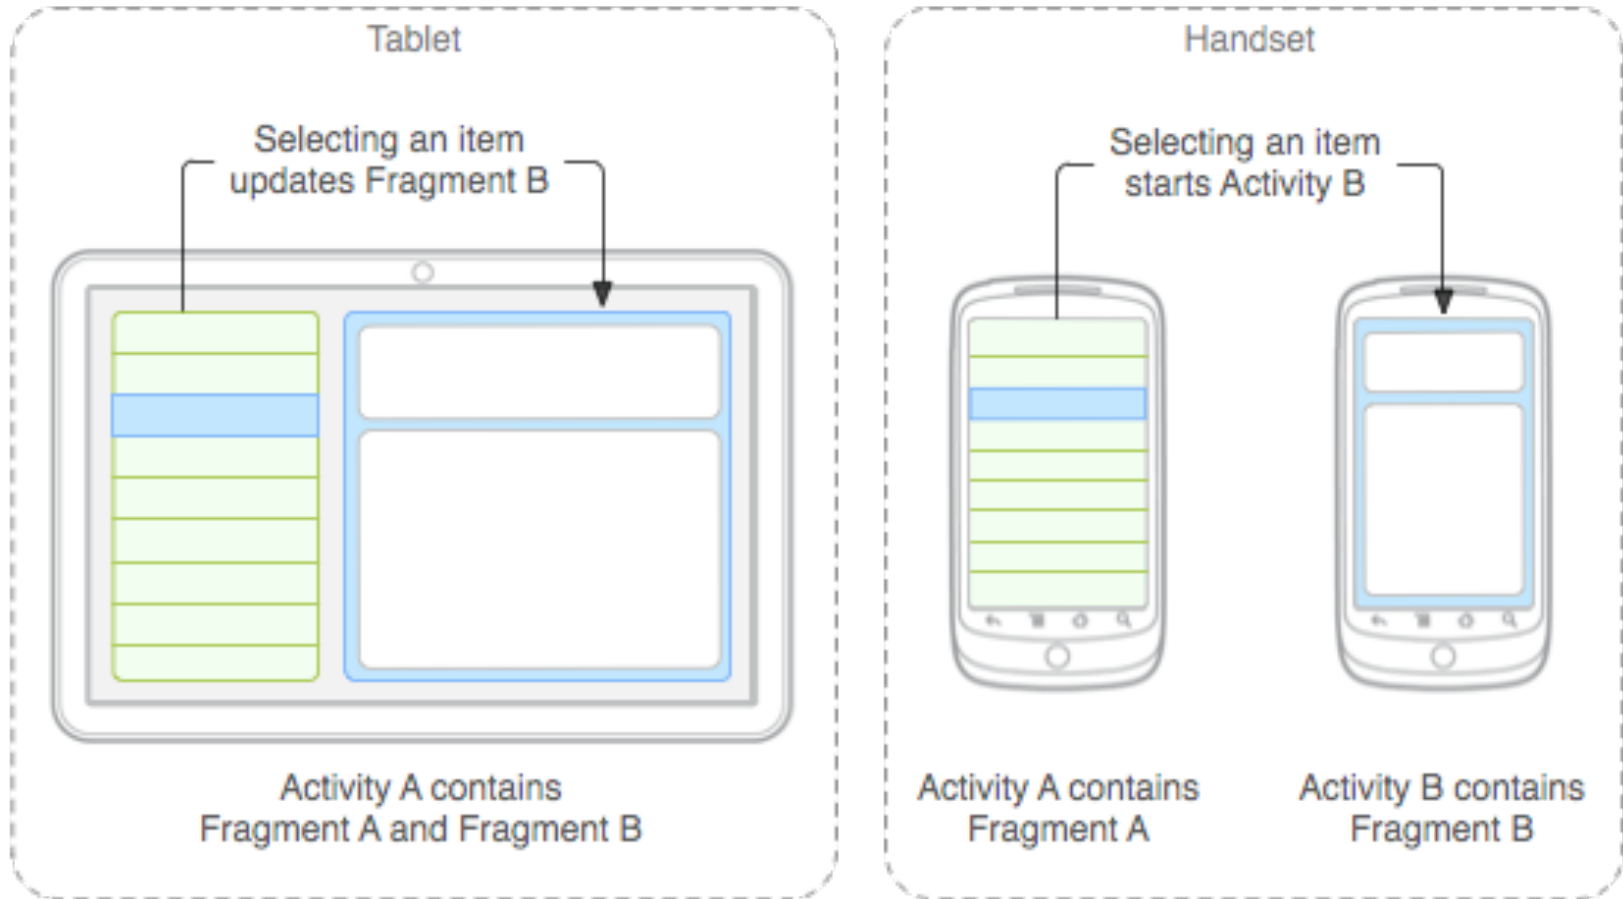 Tablet
Selecting an item
updates Fragment B
Activity A contains
Fragment A and Fragment B
Handset
Selecting an item
starts Activity B
Activity A contains
Fragment A
Activity B contains
Fragment B